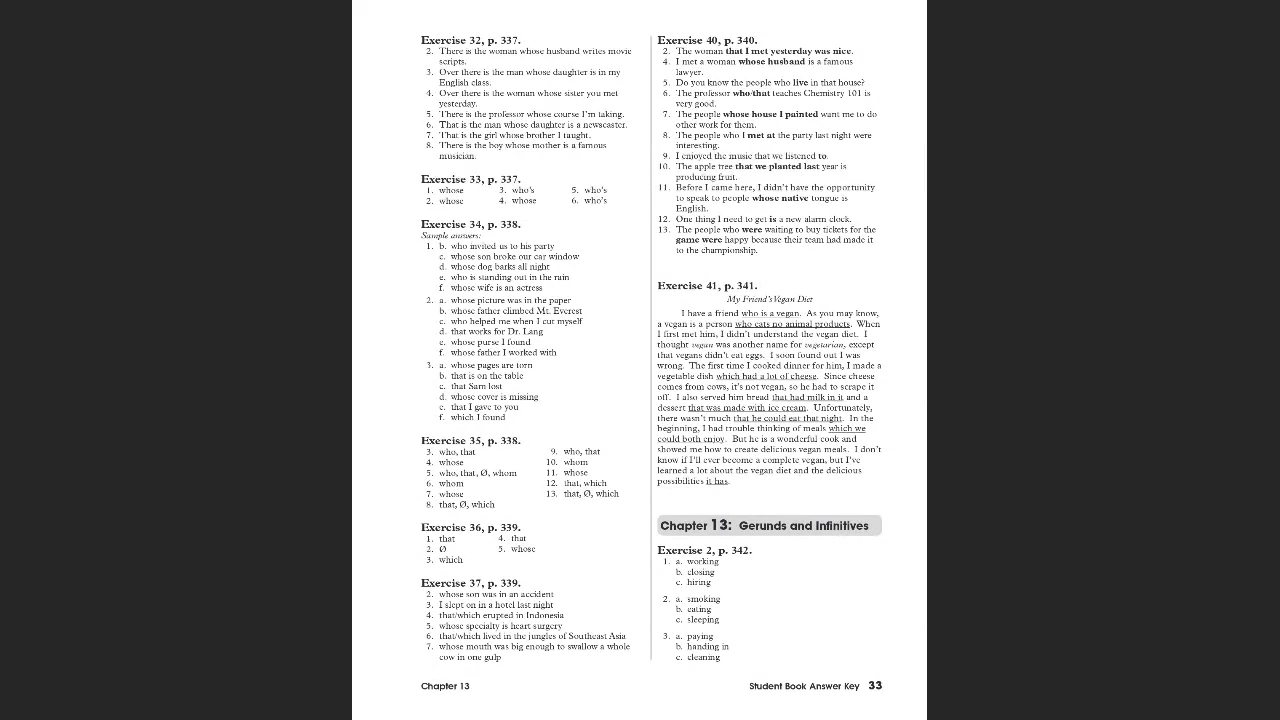 Exercise 32, p. 337.
2. There is the woman whose husband writes movie
scripts.
3. Over there is the man whose daughter is in my
English class.
4. Over there is the woman whose sister you met
yesterday.
5. There is the professor whose course I'm taking.
6. That is the man whose daughter is a newscaster.
7. That is the girl whose brother I taught.
8. There is the boy whose mother is a famous
musician.
Exercise 33, p. 337.
1. whose 3. who's 5. who's
2. whose 4. whose 6. who's
Exercise 34, p. 338.
Sample answers:
1. b. who invited us to his party
c. whose son broke our car window
d. whose dog barks all night
e. who is standing out in the rain
f. whose wife is an actress
2. a. whose picture was in the paper
b. whose father climbed Mt. Everest
c. who helped me when I cut myself
d. that works for Dr. Lang
e. whose purse I found
f. whose father I worked with
3. a. whose pages are torn
b. that is on the table
c. that Sam lost
d. whose cover is missing
e. that I gave to you
f. which I found
Exercise 35, p. 338.
3. who, that 9. who, that
4. whose 10. whom
5. who, that, Ø, whom 11. whose
6. whom 12. that, which
7. whose 13. that, Ø, which
8. that, Ø, which
Exercise 36, p. 339.
1. that 4. that
2. Ø 5. whose
3. which
Exercise 37, p. 339.
2. whose son was in an accident
3. I slept on in a hotel last night
4. that/which erupted in Indonesia
5. whose specialty is heart surgery
6. that/which lived in the jungles of Southeast Asia
7. whose mouth was big enough to swallow a whole
cow in one gulp
Exercise 40, p. 340.
2. The woman that I met yesterday was nice.
4. I met a woman whose husband is a famous
lawyer.
5. Do you know the people who live in that house?
6. The professor who/that teaches Chemistry 101 is
very good.
7. The people whose house I painted want me to do
other work for them.
8. The people who I met at the party last night were
interesting.
9. I enjoyed the music that we listened to.
10. The apple tree that we planted last year is
producing fruit.
11. Before I came here, I didn't have the opportunity
to speak to people whose native tongue is
English.
12. One thing I need to get is a new alarm clock.
13. The people who were waiting to buy tickets for the
game were happy because their team had made it
to the championship.
Exercise 41, p. 341.
My Friend's Vegan Diet
I have a friend who is a vegan. As you may know,
a vegan is a person who eats no animal products. When
I first met him, I didn't understand the vegan diet. I
thought vegan was another name for vegetarian, except
that vegans didn't eat eggs. I soon found out I was
wrong. The first time I cooked dinner for him, I made a
vegetable dish which had a lot of cheese. Since cheese
comes from cows, it's not vegan, so he had to scrape it
off. I also served him bread that had milk in it and a
dessert that was made with ice cream. Unfortunately,
there wasn't much that he could eat that night. In the
beginning, I had trouble thinking of meals which we
could both enjoy. But he is a wonderful cook and
showed me how to create delicious vegan meals. I don't
know if I'll ever become a complete vegan, but I've
learned a lot about the vegan diet and the delicious
possibilities it has.
Chapter 13: Gerunds and Infinitives
Exercise 2, p. 342.
1. a. working
b. closing
c. hiring
2. a. smoking
b. eating
c. sleeping
3. a. paying
b. handing in
c. cleaning
Chapter 13
Student Book Answer Key 33